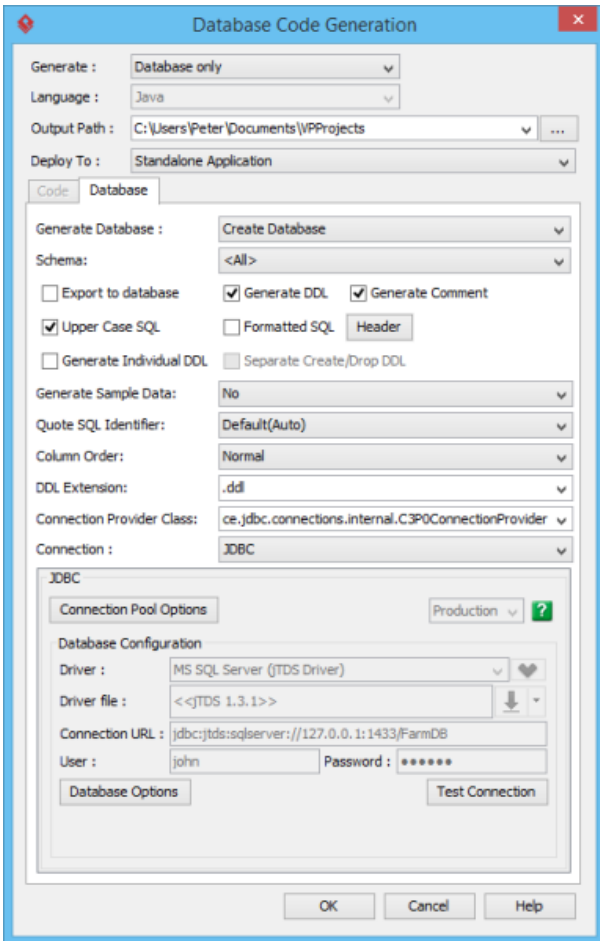 Database Code Generation
Generate : Database only
Language : Java
Output Path : C:\Users\Peter\Documents\VPProjects ...
Deploy To : Standalone Application
Code Database
Generate Database : Create Database
Schema: <All>
Export to database Generate DDL Generate Comment
Upper Case SQL Formatted SQL Header
Generate Individual DDL Separate Create/Drop DDL
Generate Sample Data: No
Quote SQL Identifier: Default(Auto)
Column Order: Normal
DDL Extension: .ddl
Connection Provider Class: ce.jdbc.connections.internal.C3P0ConnectionProvider
Connection : JDBC
JDBC
Connection Pool Options Production ?
Database Configuration
Driver : MS SQL Server (jTDS Driver)
Driver file : <<jTDS 1.3.1>>
Connection URL : jdbc:jtds:sqlserver://127.0.0.1:1433/FarmDB
User : john Password : ●●●●●●
Database Options Test Connection
OK Cancel Help